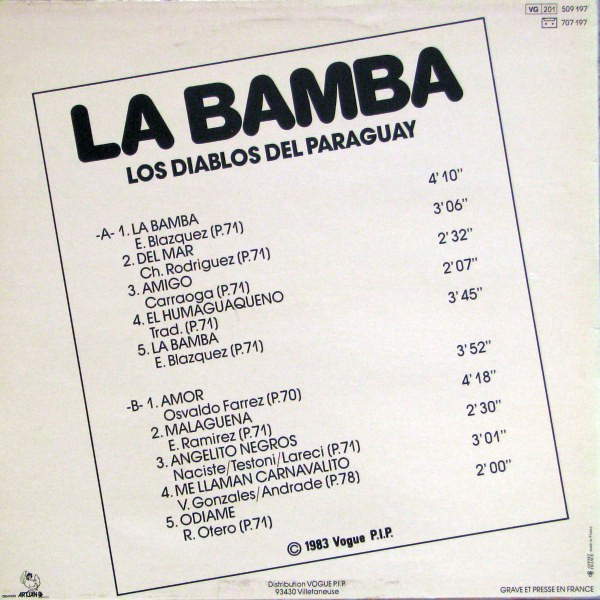 VG 201 509 197
707 197
LA BAMBA
LOS DIABLOS DEL PARAGUAY
-A- 1. LA BAMBA 4'10"
E. Blazquez (P.71)
2. DEL MAR 3'06"
Ch. Rodriguez (P.71)
3. AMIGO 2'32"
Carraoga (P.71)
4. EL HUMAGUAQUENO 2'07"
Trad. (P.71)
5. LA BAMBA 3'45"
E. Blazquez (P.71)
-B- 1. AMOR 3'52"
Osvaldo Farrez (P.70)
2. MALAGUENA 4'18"
E. Ramirez (P.71)
3. ANGELITO NEGROS 2'30"
Naciste/Testoni/Lareci (P.71)
4. ME LLAMAN CARNAVALITO 3'01"
V. Gonzales/Andrade (P.78)
5. ODIAME 2'00"
R. Otero (P.71)
© 1983 Vogue P.I.P.
Distribution VOGUE P.I.P.
93430 Villetaneuse
GRAVE ET PRESSE EN FRANCE